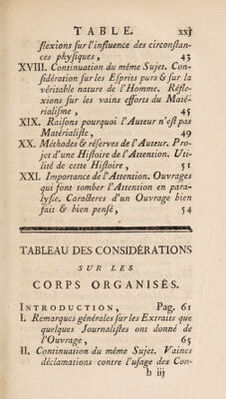 TABLE. xxj
flexions sur l'influence des circonstan-
ces physiques, 43
XVIII. Continuation du même Sujet. Con-
sidération sur les Esprits purs & sur la
véritable nature de l'Homme. Réfle-
xions sur les vains efforts du Maté-
rialisme, 45
XIX. Raisons pourquoi l'Auteur n'est pas
Matérialiste, 49
XX. Méthodes & réserves de l'Auteur. Pro-
jet d'une Histoire de l'Attention. Uti-
lité de cette Histoire, 51
XXI. Importance de l'Attention. Ouvrages
qui font tomber l'Attention en para-
lysie. Caracteres d'un Ouvrage bien
fait & bien pensé, 54
TABLEAU DES CONSIDÉRATIONS
SUR LES
CORPS ORGANISÉS.
INTRODUCTION, Pag. 61
I. Remarques générales sur les Extraits que
quelques Journalistes ont donné de
l'Ouvrage, 65
II. Continuation du même Sujet. Vaines
déclamations contre l'usage des Con-
b iij